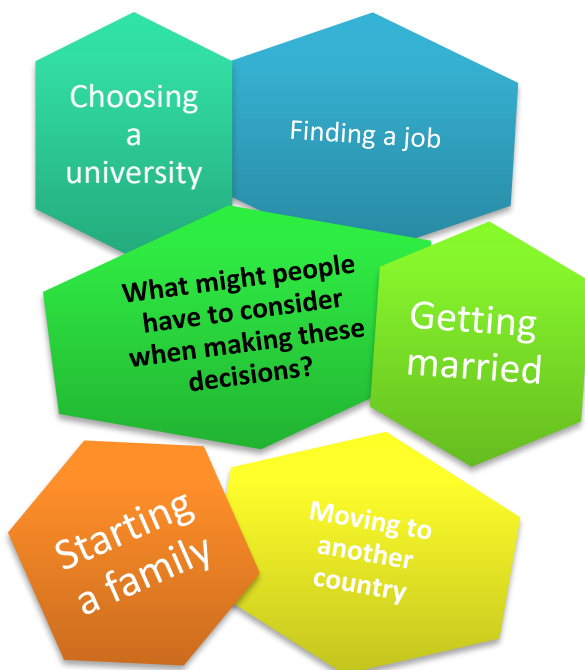 Choosing
a
university
Finding a job
What might people
have to consider
when making these
decisions?
Getting
married
Starting
a family
Moving to
another
country